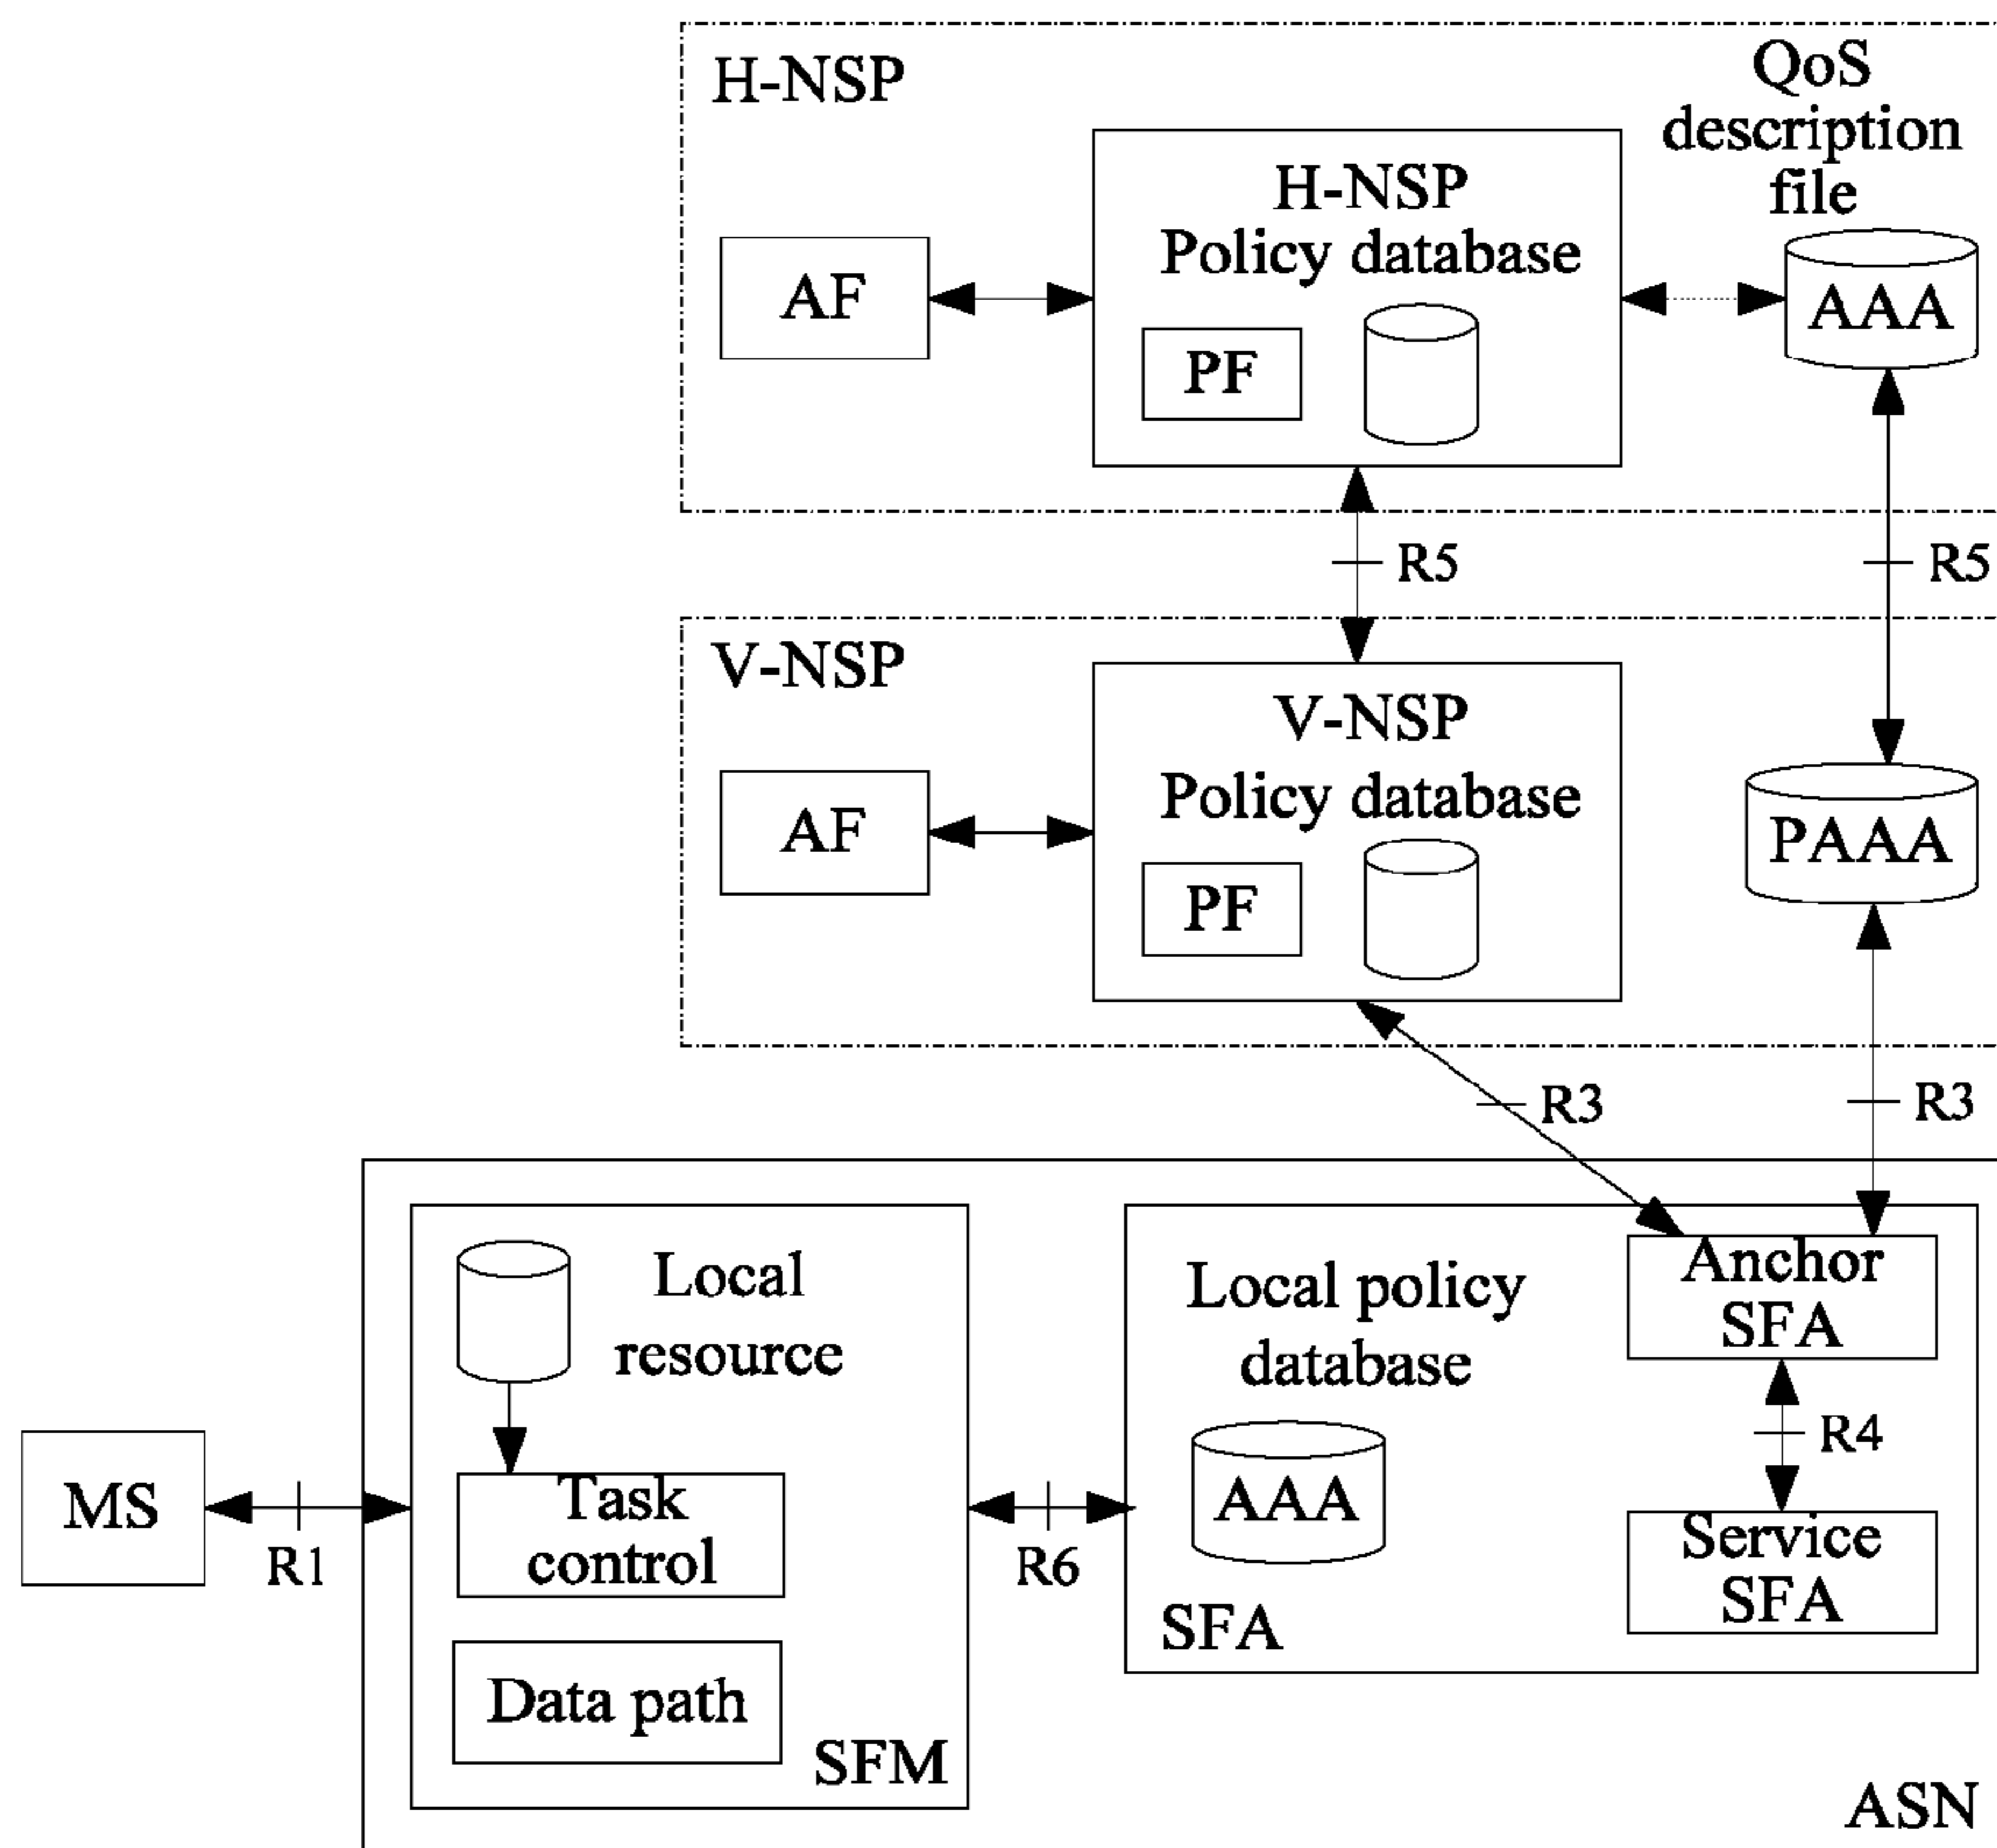 H-NSP
QoS
description
file
H-NSP
Policy database
AF
PF
AAA
R5
R5
V-NSP
V-NSP
Policy database
AF
PF
PAAA
R3
R3
Local
resource
Task
control
Data path
SFM
MS
R1
R6
Local policy
database
AAA
SFA
Anchor
SFA
R4
Service
SFA
ASN